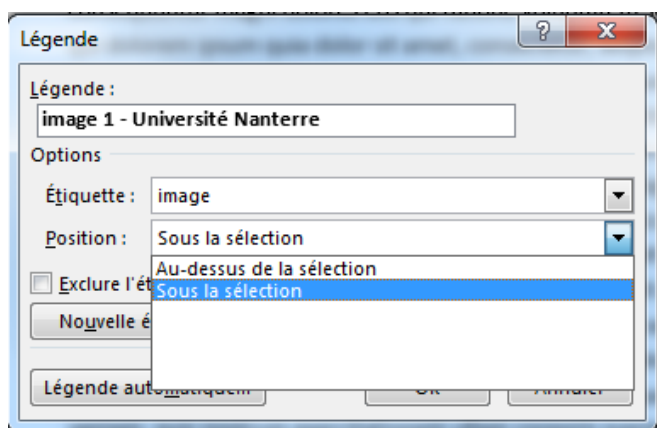 Légende
Légende :
image 1 - Université Nanterre
Options
Étiquette : image
Position : Sous la sélection
Au-dessus de la sélection
Exclure l'ét
Sous la sélection
Nouvelle é
Légende